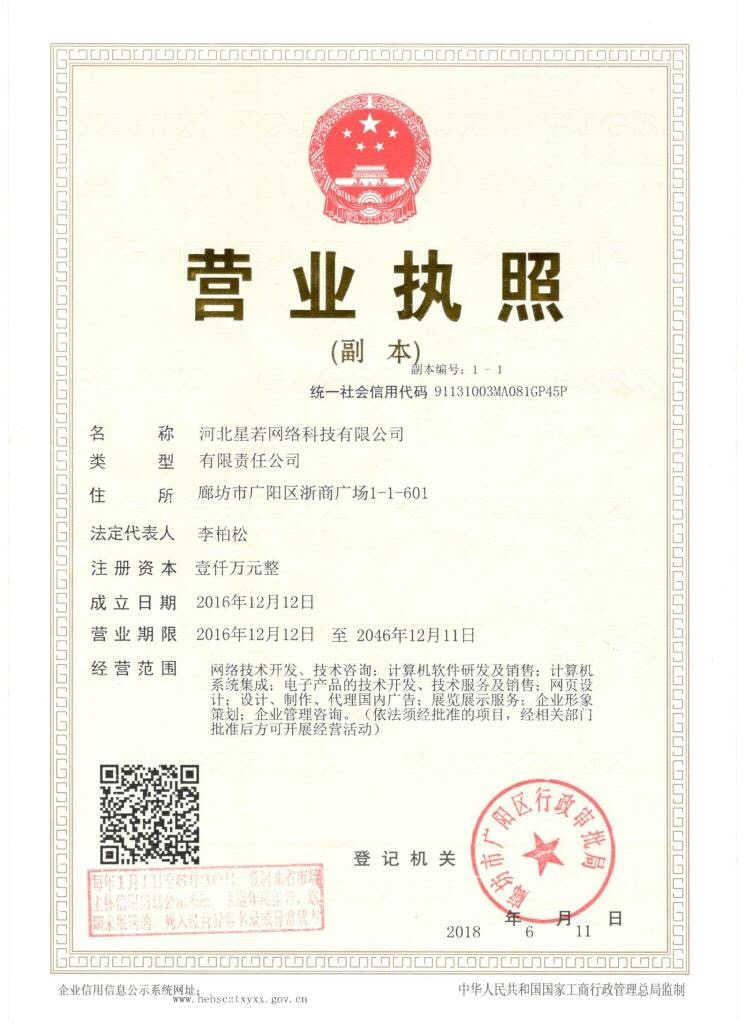 营业执照
(副 本)
副本编号：1 - 1
统一社会信用代码 91131003MA081GP45P
名 称 河北星若网络科技有限公司
类 型 有限责任公司
住 所 廊坊市广阳区浙商广场1-1-601
法定代表人 李柏松
注册资本 壹仟万元整
成立日期 2016年12月12日
营业期限 2016年12月12日 至 2046年12月11日
经营范围 网络技术开发、技术咨询；计算机软件研发及销售；计算机
系统集成；电子产品的技术开发、技术服务及销售；网页设
计；设计、制作、代理国内广告；展览展示服务；企业形象
策划；企业管理咨询。（依法须经批准的项目，经相关部门
批准后方可开展经营活动）
廊坊市广阳区行政审批局
登记机关
每年1月1日至6月30日
主体信用信息公示系统
列入经营异常名录
2018 年 6 月 11 日
企业信用信息公示系统网址：
www.hebscztxyxx.gov.cn
中华人民共和国国家工商行政管理总局监制